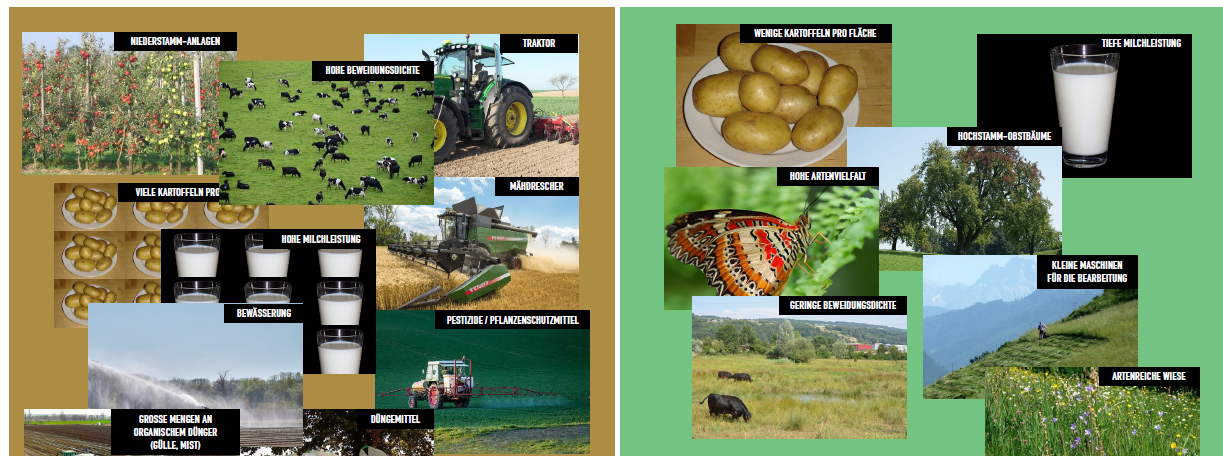 NIEDERSTAMM-ANLAGEN
TRAKTOR
HOHE BEWEIDUNGSDICHTE
VIELE KARTOFFELN PRO
MÄHDRESCHER
HOHE MILCHLEISTUNG
BEWÄSSERUNG
PESTIZIDE / PFLANZENSCHUTZMITTEL
GROSSE MENGEN AN
ORGANISCHEM DÜNGER
(GÜLLE, MIST)
DÜNGEMITTEL
WENIGE KARTOFFELN PRO FLÄCHE
TIEFE MILCHLEISTUNG
HOCHSTAMM-OBSTBÄUME
HOHE ARTENVIELFALT
KLEINE MASCHINEN
FÜR DIE BEARBEITUNG
GERINGE BEWEIDUNGSDICHTE
ARTENREICHE WIESE
FENDT